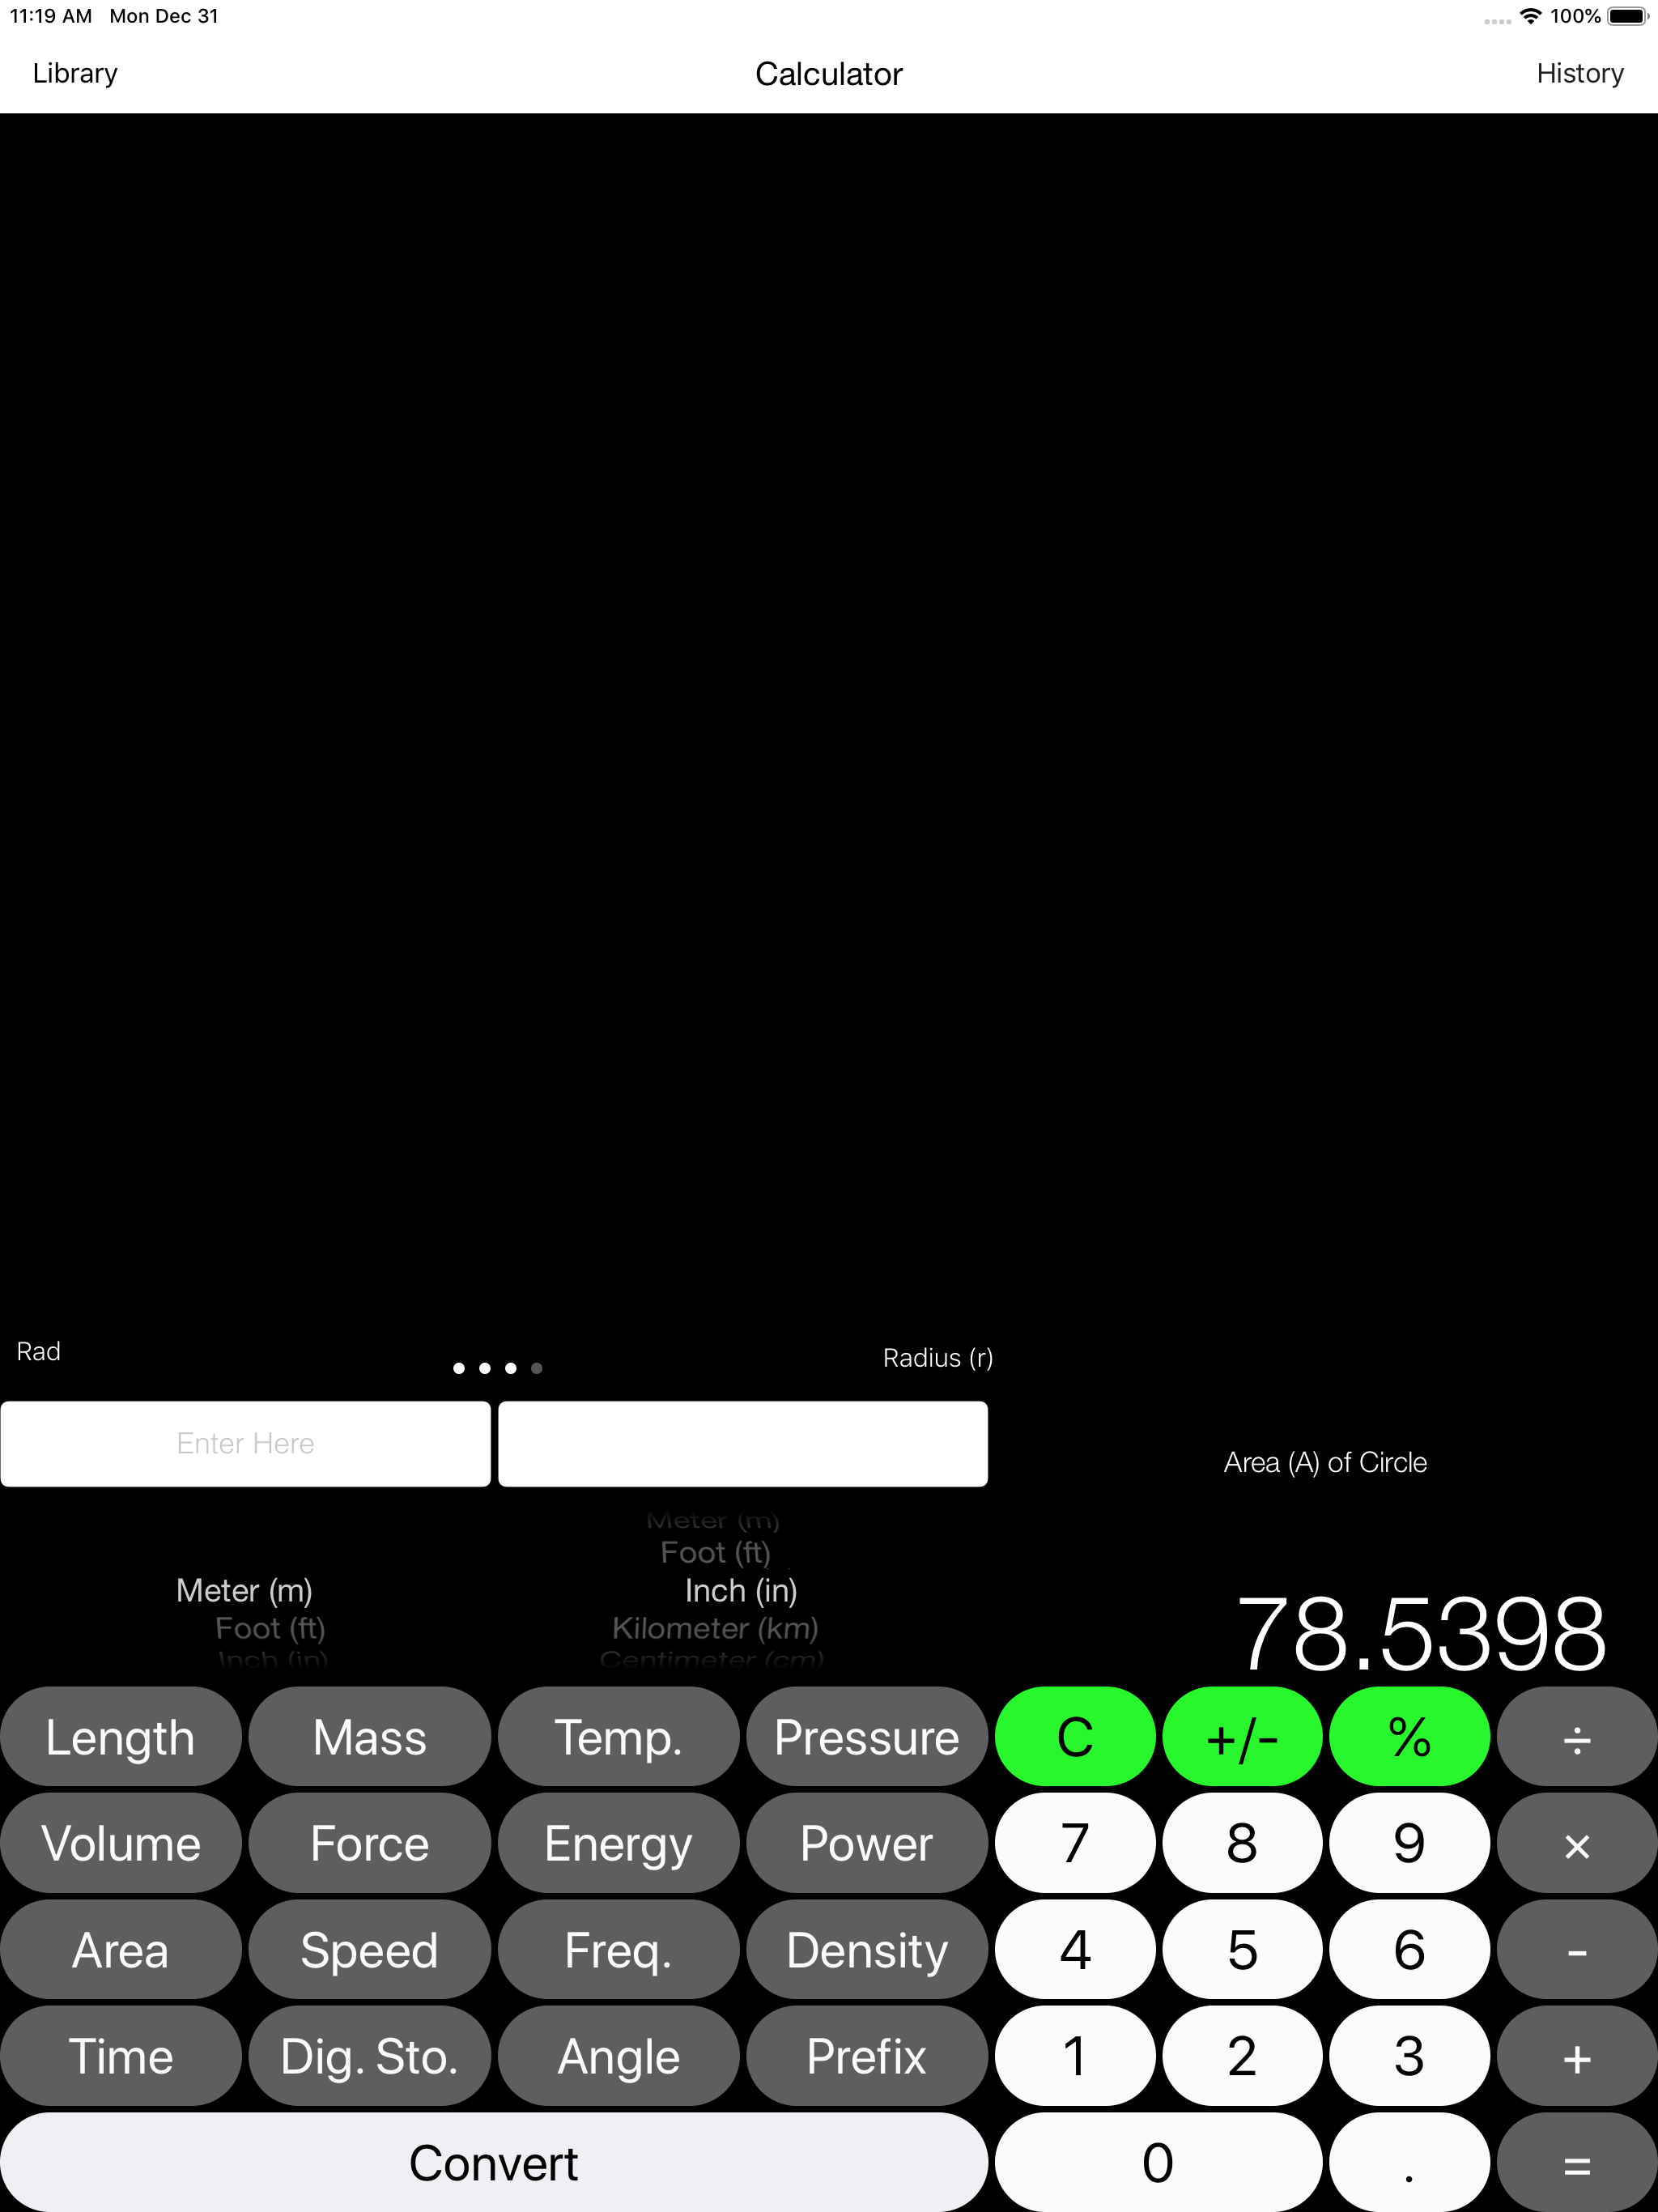 11:19 AM Mon Dec 31 100%
Library Calculator History
Rad
Radius (r)
Enter Here
Area (A) of Circle
Meter (m)
Foot (ft)
Meter (m) Inch (in)
Foot (ft) Kilometer (km)
Inch (in) Centimeter (cm)
78.5398
Length Mass Temp. Pressure C +/- % ÷
Volume Force Energy Power 7 8 9 ×
Area Speed Freq. Density 4 5 6 -
Time Dig. Sto. Angle Prefix 1 2 3 +
Convert 0 . =